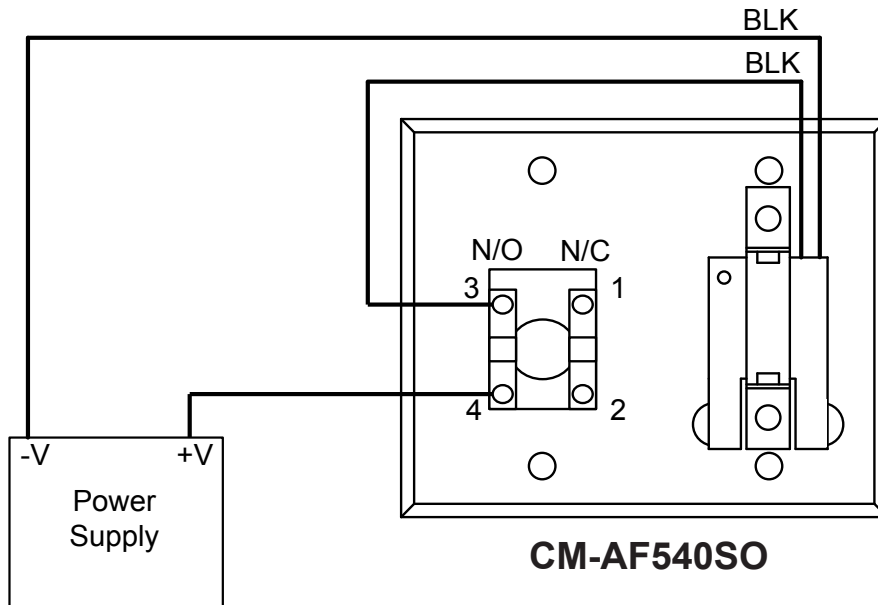 BLK
BLK
N/O N/C
3 1
4 2
-V +V
Power
Supply
CM-AF540SO